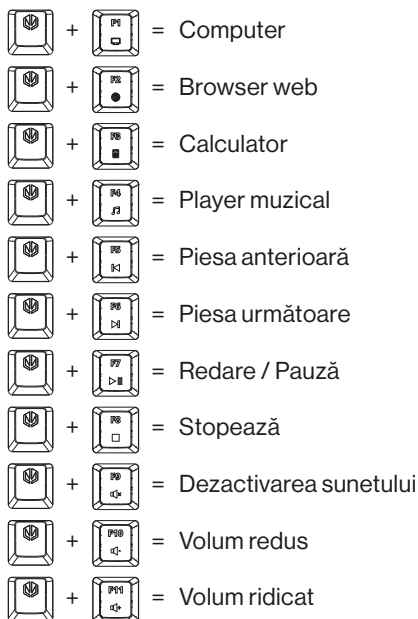 + F1 = Computer
+ F2 = Browser web
+ F3 = Calculator
+ F4 = Player muzical
+ F5 = Piesa anterioară
+ F6 = Piesa următoare
+ F7 = Redare / Pauză
+ F8 = Stopează
+ F9 = Dezactivarea sunetului
+ F10 = Volum redus
+ F11 = Volum ridicat